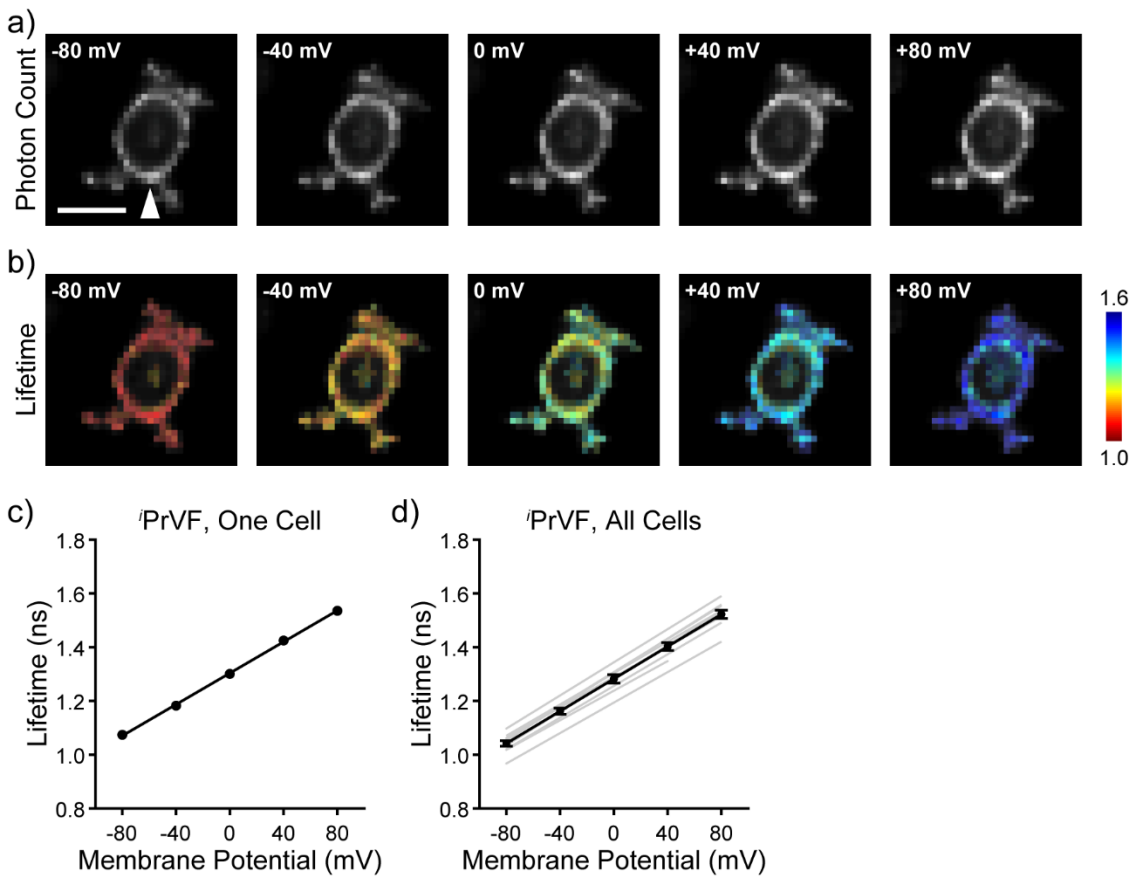 a)
Photon Count
-80 mV
-40 mV
0 mV
+40 mV
+80 mV
b)
Lifetime
-80 mV
-40 mV
0 mV
+40 mV
+80 mV
1.6
1.0
c)
iPrVF, One Cell
Lifetime (ns)
1.8
1.6
1.4
1.2
1.0
0.8
-80
-40
0
40
80
Membrane Potential (mV)
d)
iPrVF, All Cells
Lifetime (ns)
1.8
1.6
1.4
1.2
1.0
0.8
-80
-40
0
40
80
Membrane Potential (mV)